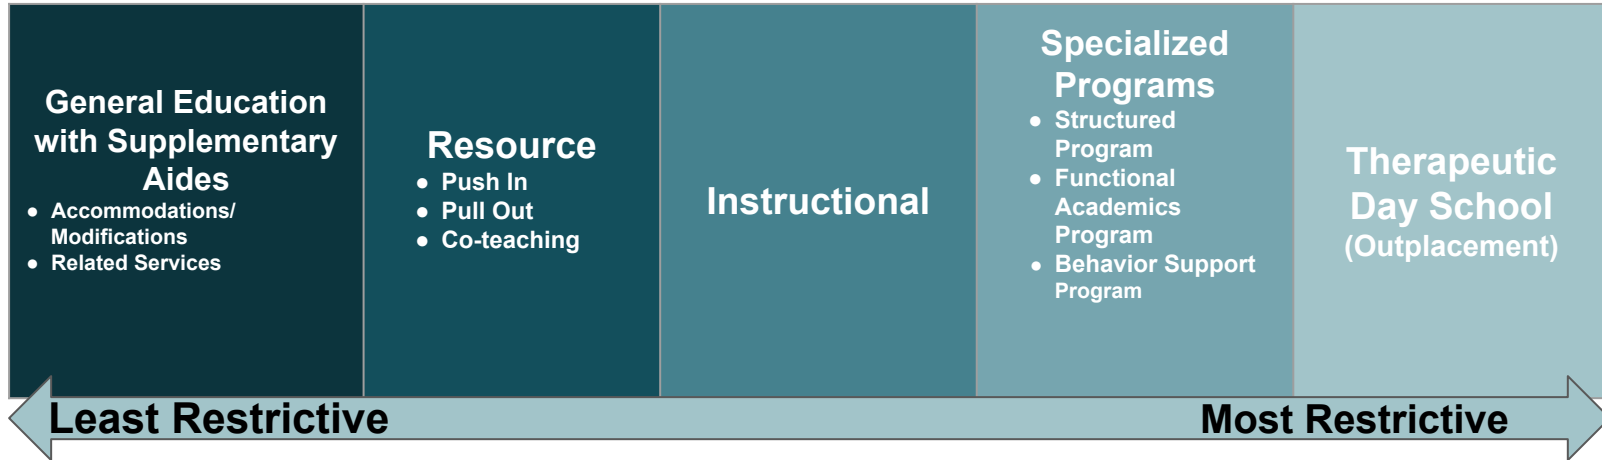 General Education
with Supplementary
Aides
● Accommodations/
Modifications
● Related Services
Resource
● Push In
● Pull Out
● Co-teaching
Instructional
Specialized
Programs
● Structured
Program
● Functional
Academics
Program
● Behavior Support
Program
Therapeutic
Day School
(Outplacement)
Least Restrictive
Most Restrictive